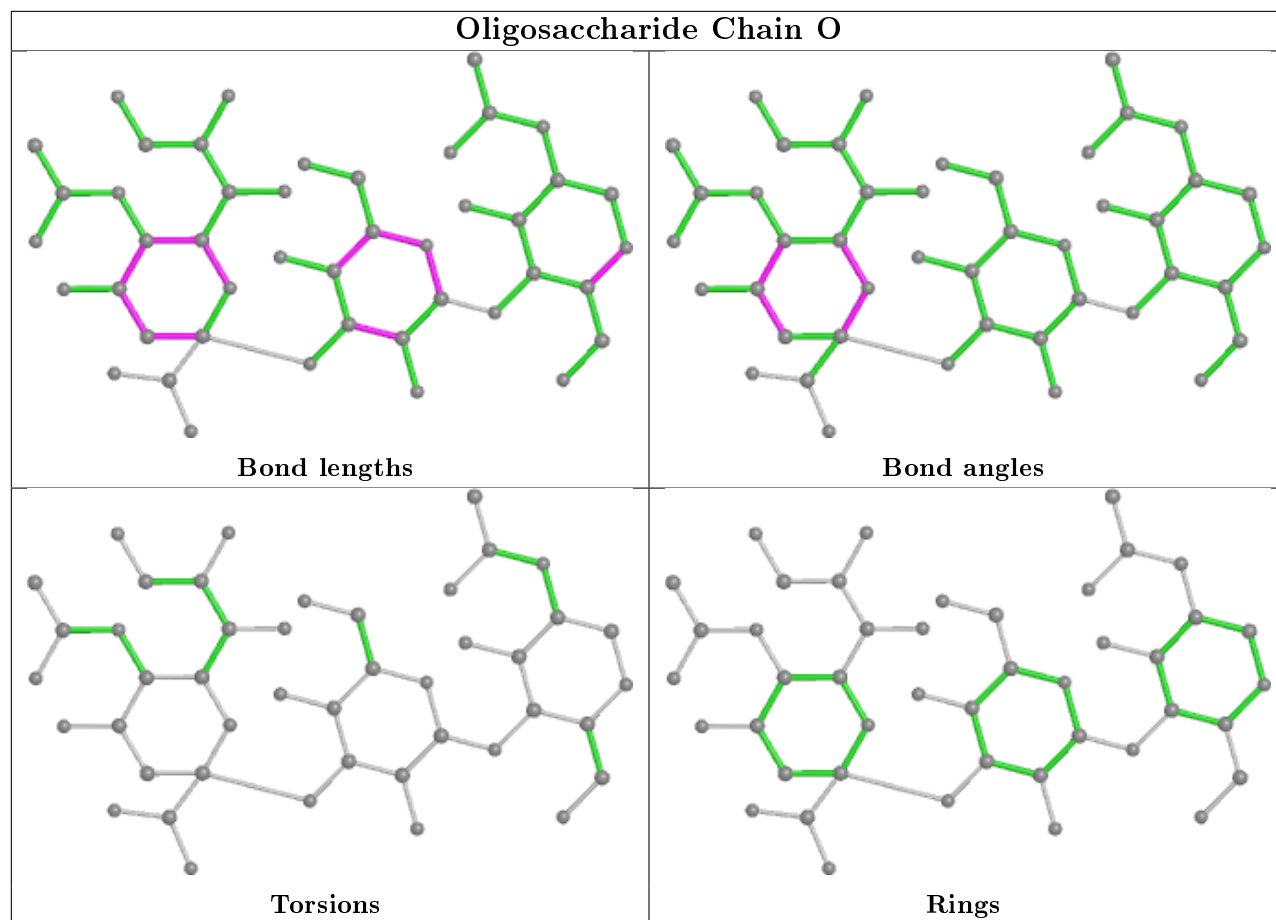 Oligosaccharide Chain O
Bond lengths
Bond angles
Torsions
Rings